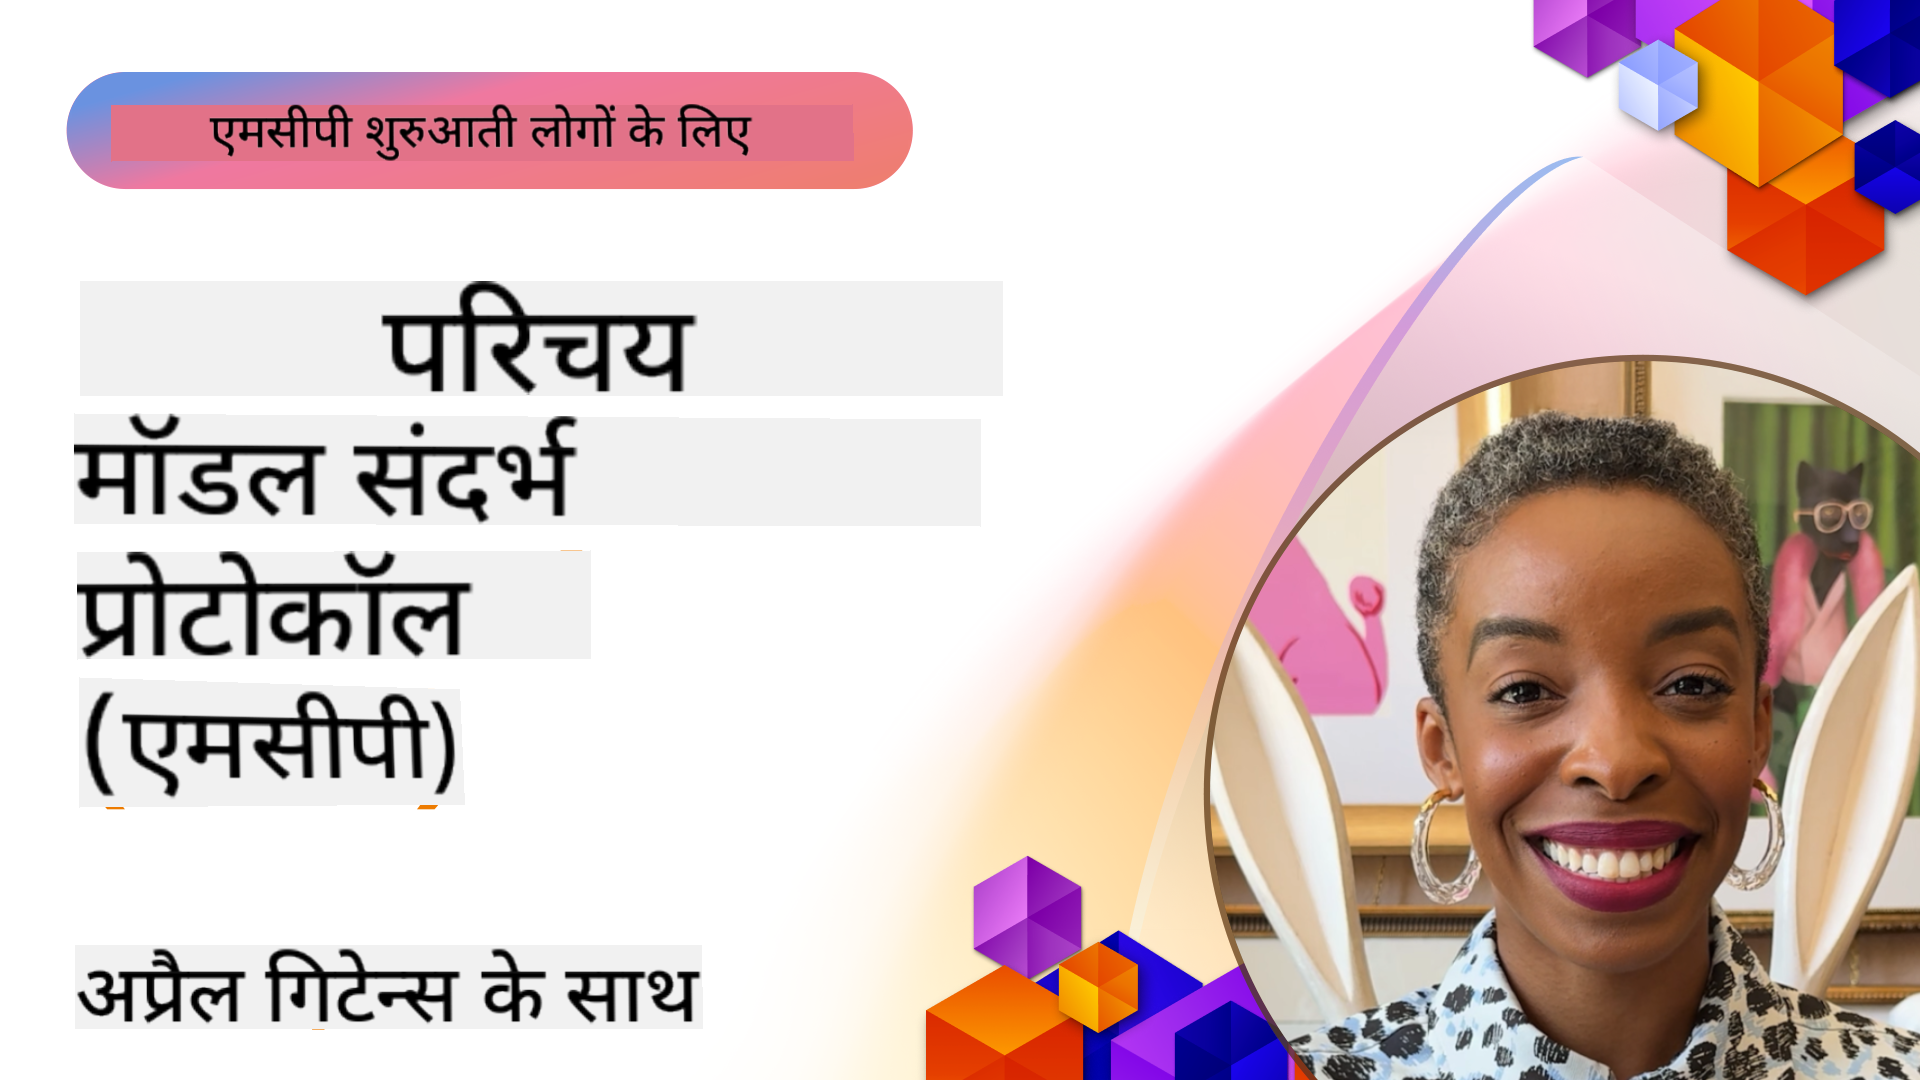 एमसीपी शुरुआती लोगों के लिए
परिचय
मॉडल संदर्भ
प्रोटोकॉल
(एमसीपी)
अप्रैल गिटेन्स के साथ